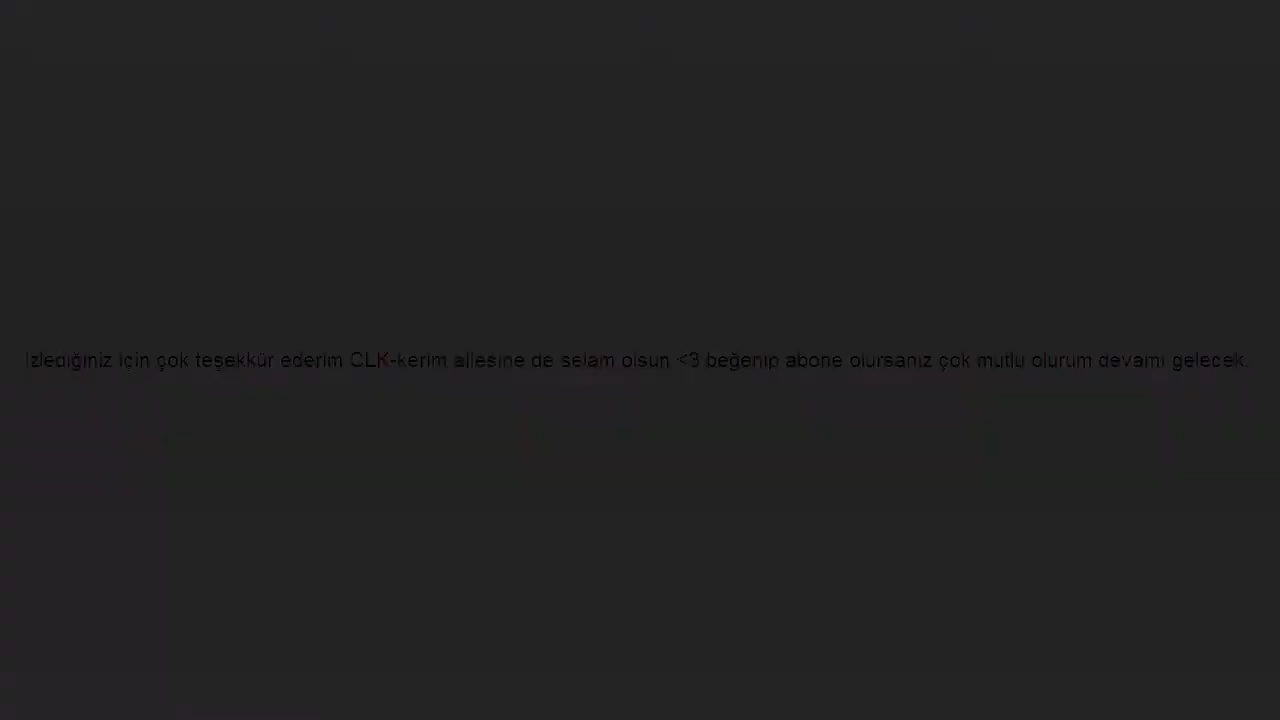 İzlediğiniz için çok teşekkür ederim CLK-kerim ailesine de selam olsun <3 beğenip abone olursanız çok mutlu olurum devamı gelecek.